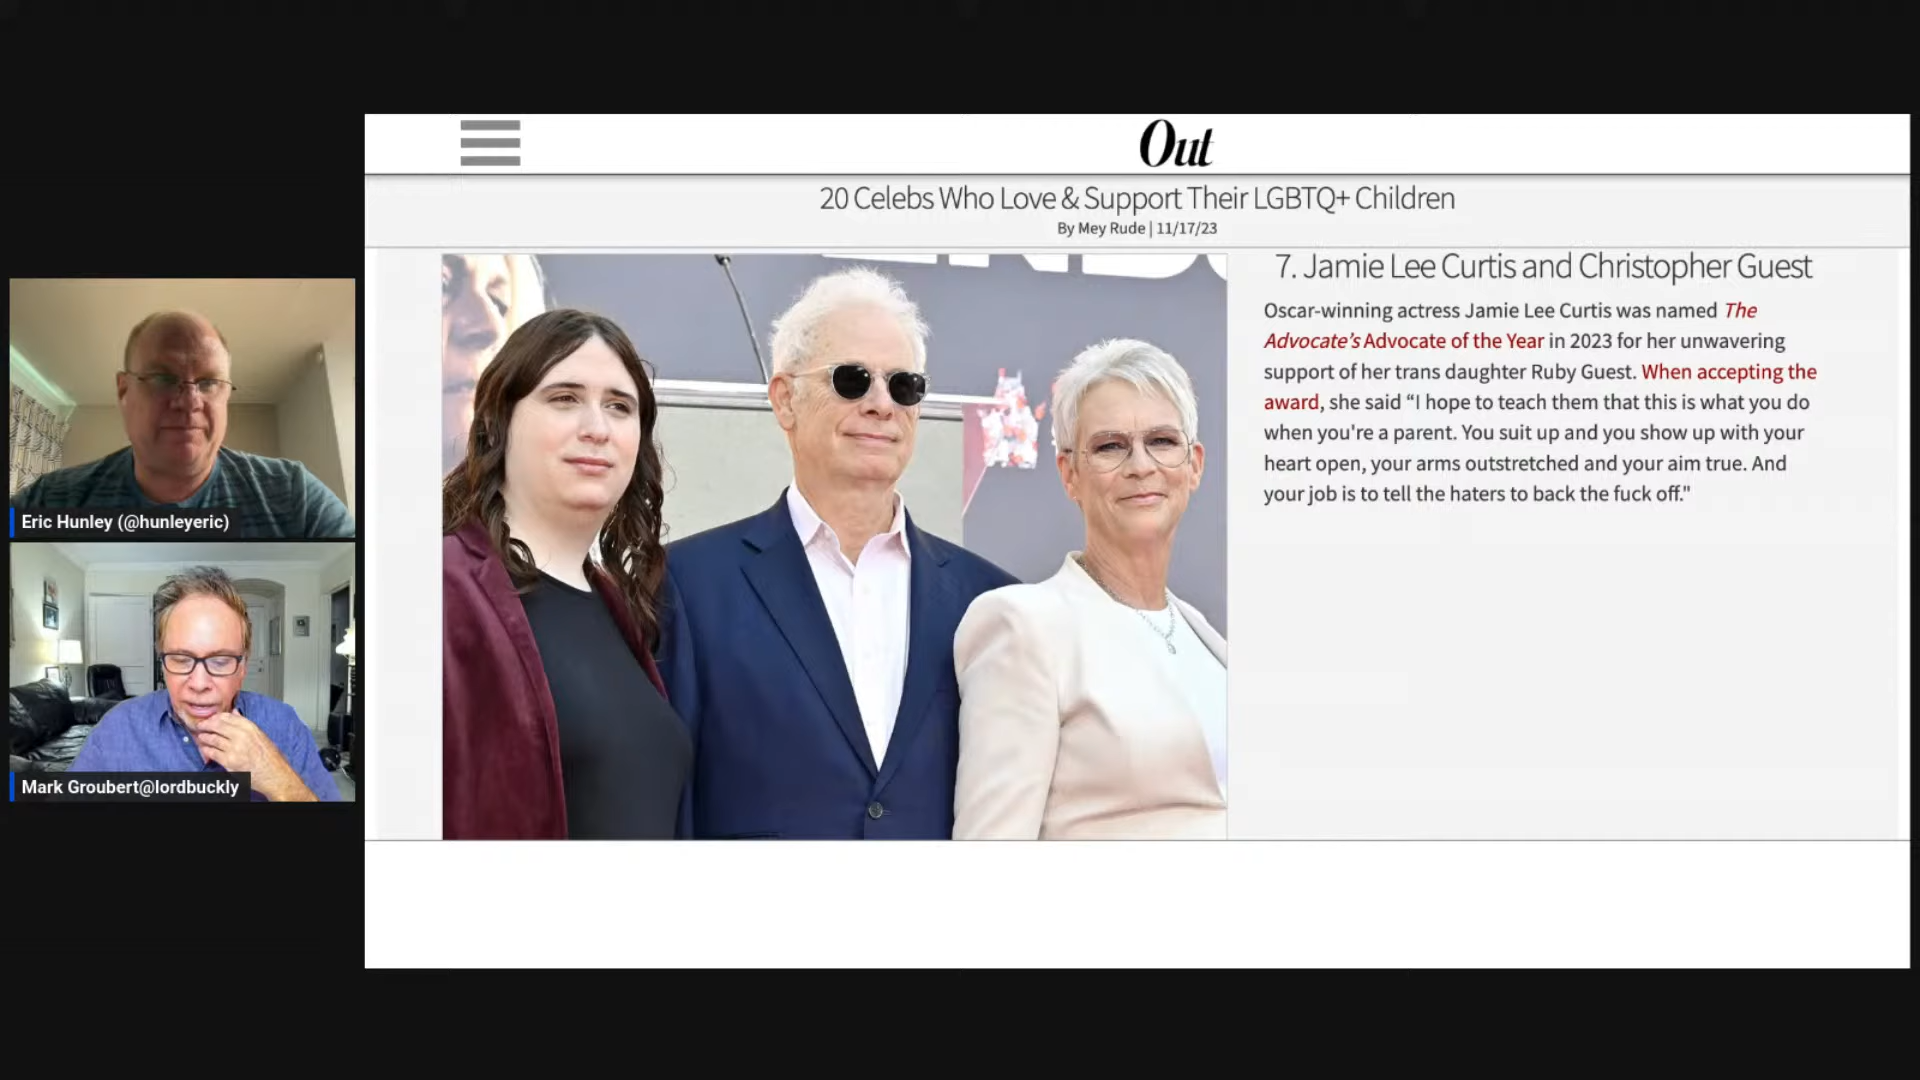 Out
20 Celebs Who Love & Support Their LGBTQ+ Children
By Mey Rude | 11/17/23
7. Jamie Lee Curtis and Christopher Guest
Oscar-winning actress Jamie Lee Curtis was named The
Advocate's Advocate of the Year in 2023 for her unwavering
support of her trans daughter Ruby Guest. When accepting the
award, she said “I hope to teach them that this is what you do
when you're a parent. You suit up and you show up with your
heart open, your arms outstretched and your aim true. And
your job is to tell the haters to back the fuck off."
Eric Hunley (@hunleyeric)
Mark Groubert@lordbuckly